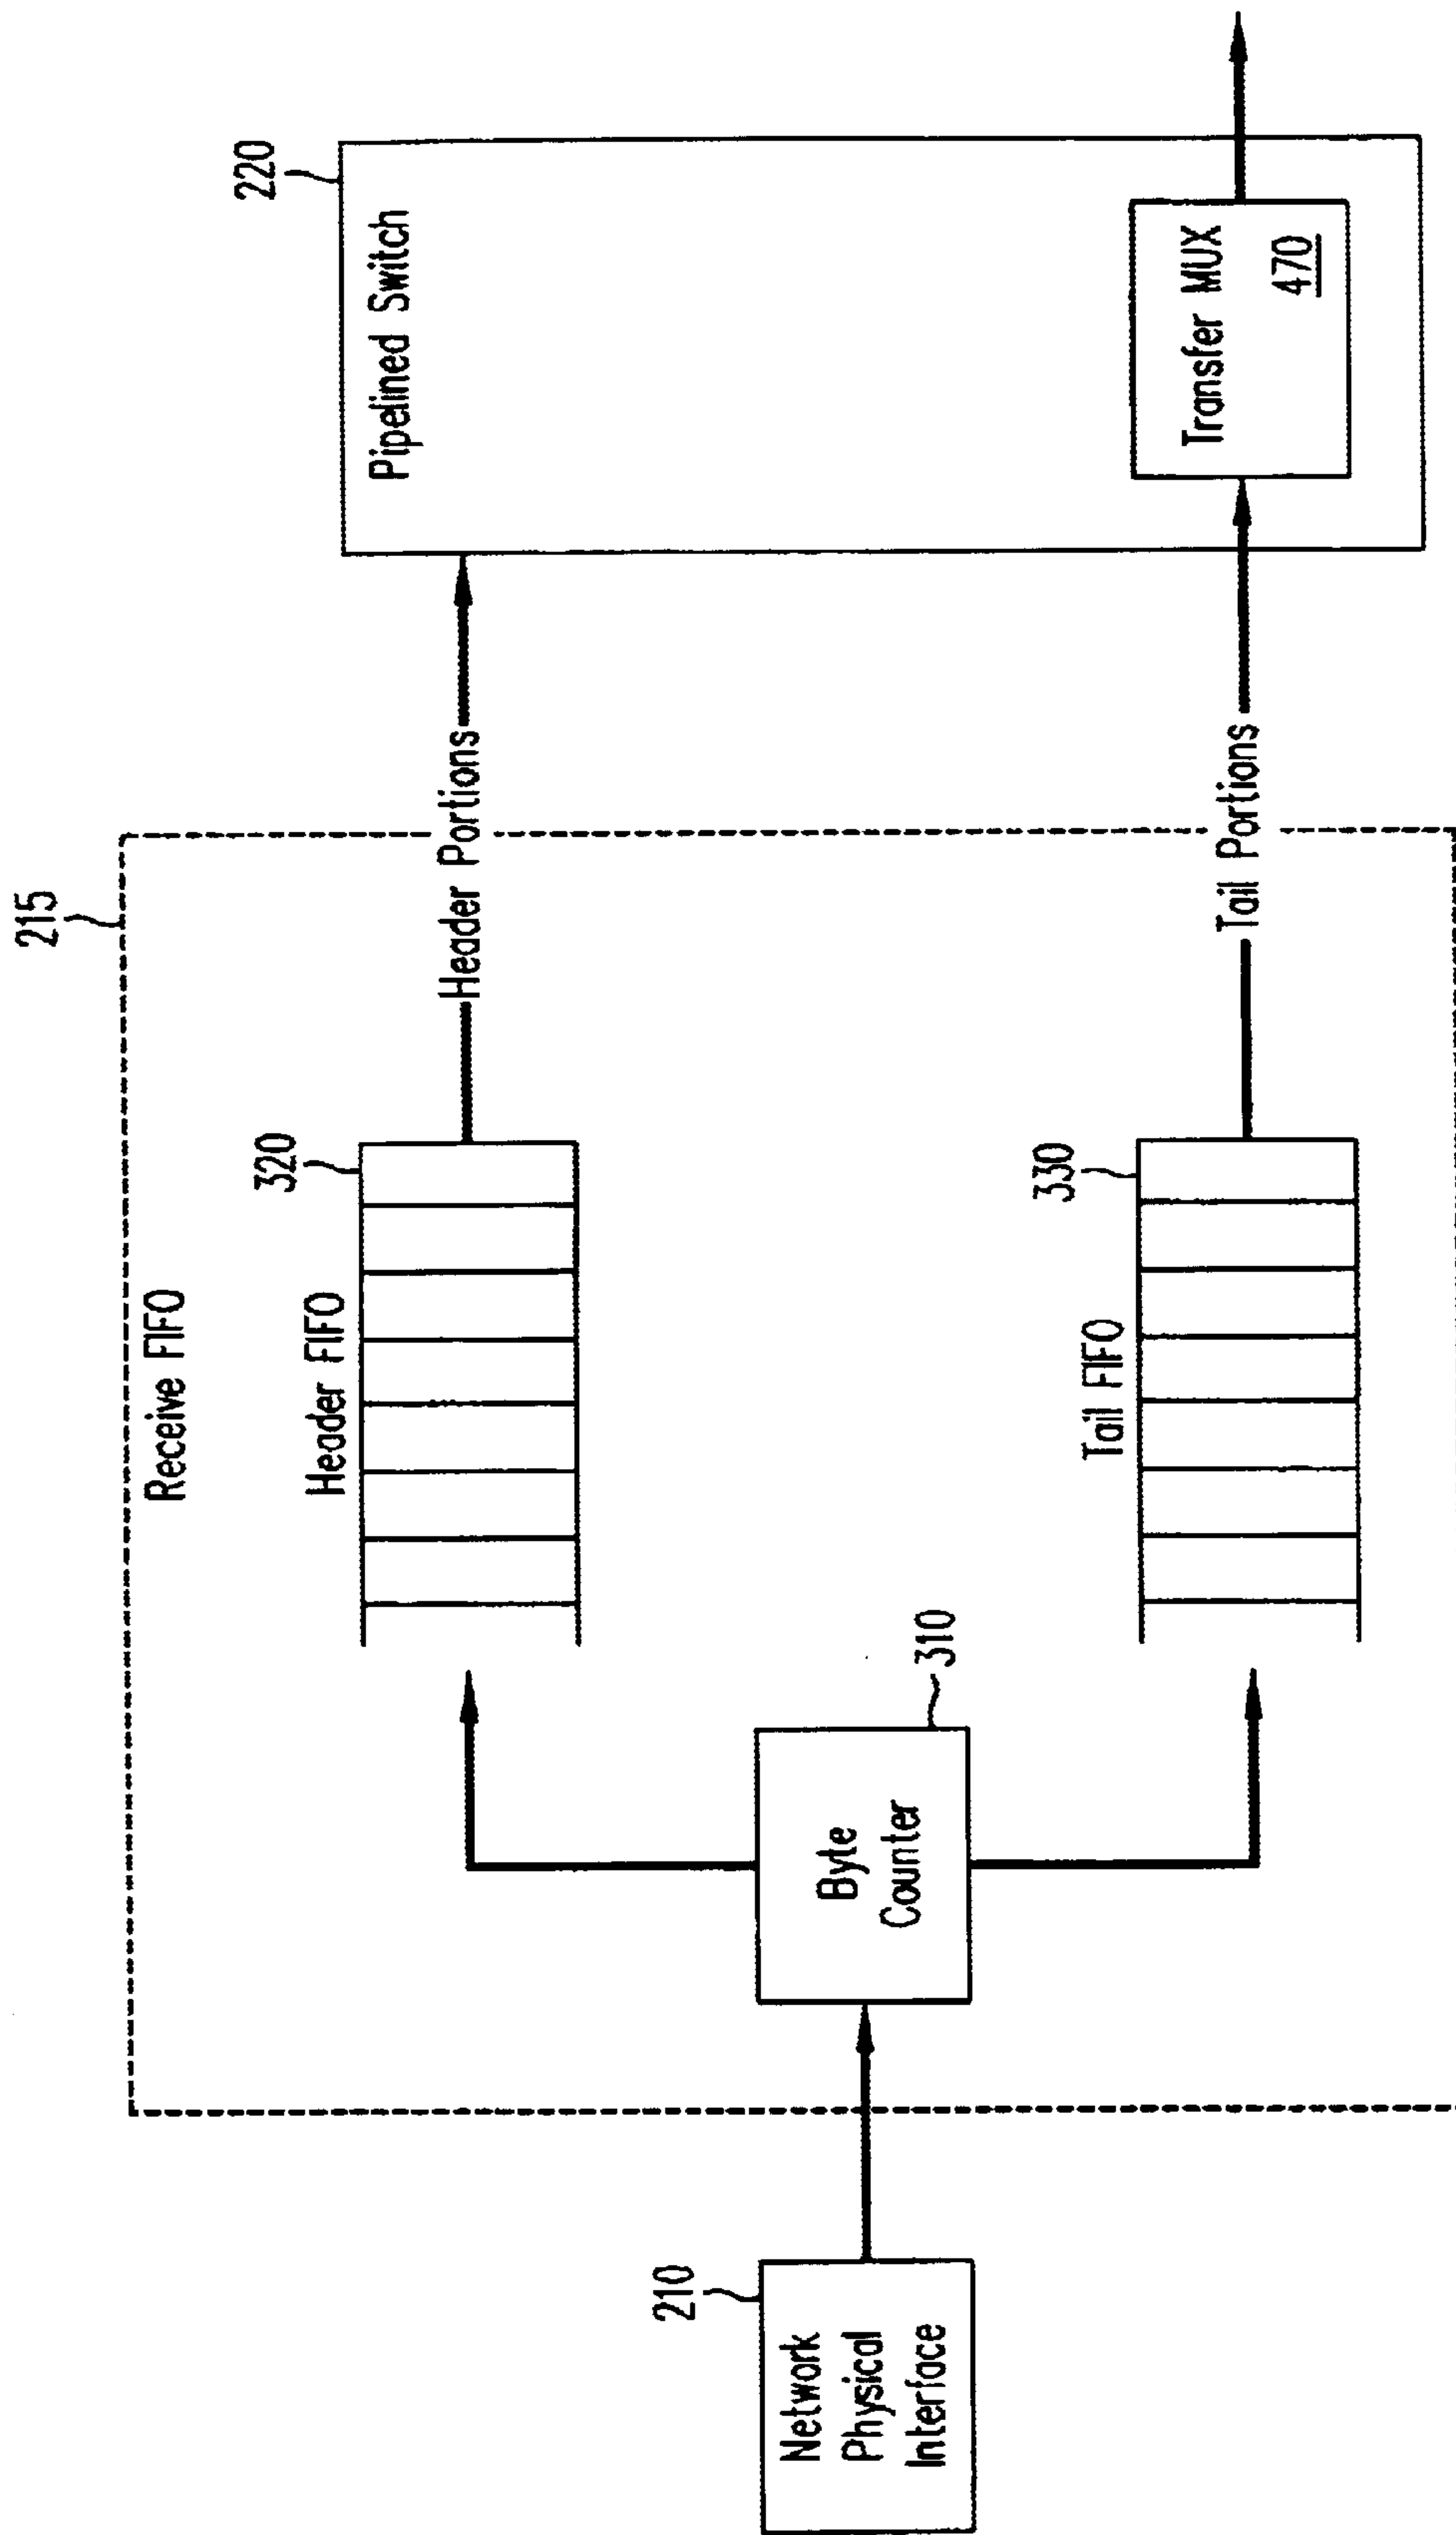 215
Receive FIFO
210
Network
Physical
Interface
310
Byte
Counter
Header FIFO
320
Tail FIFO
330
Header Portions
Tail Portions
220
Pipelined Switch
Transfer MUX
470